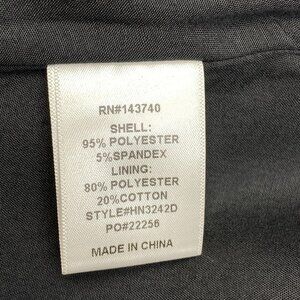 RN#143740
SHELL:
95% POLYESTER
5%SPANDEX
LINING:
80% POLYESTER
20%COTTON
STYLE#HN3242D
PO#22256
MADE IN CHINA